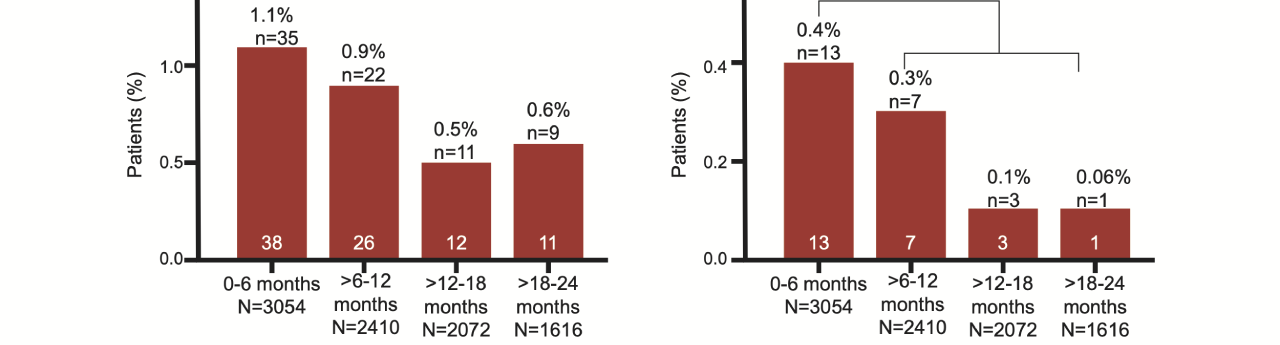 Patients (%)
1.0
0.5
0.0
1.1%
n=35
0.9%
n=22
0.5%
n=11
0.6%
n=9
38
26
12
11
0-6 months
N=3054
>6-12
months
N=2410
>12-18
months
N=2072
>18-24
months
N=1616
Patients (%)
0.4
0.2
0.0
0.4%
n=13
0.3%
n=7
0.1%
n=3
0.06%
n=1
13
7
3
1
0-6 months
N=3054
>6-12
months
N=2410
>12-18
months
N=2072
>18-24
months
N=1616